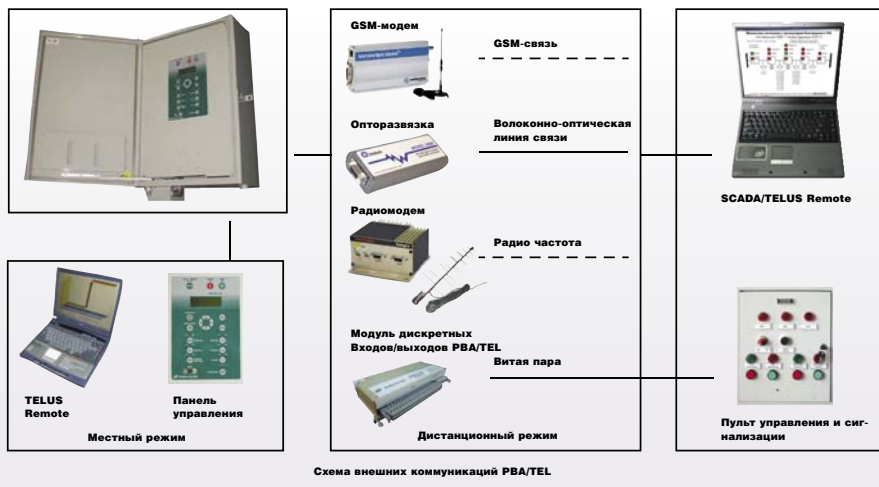 GSM-модем
GSM-связь
Опторазвязка
Волоконно-оптическая
линия связи
SCADA/TELUS Remote
Радиомодем
Радио частота
Модуль дискретных
Входов/выходов PBA/TEL
Витая пара
TELUS
Remote
Панель
управления
Местный режим
Дистанционный режим
Пульт управления и сиг-
нализации
Схема внешних коммуникаций PBA/TEL